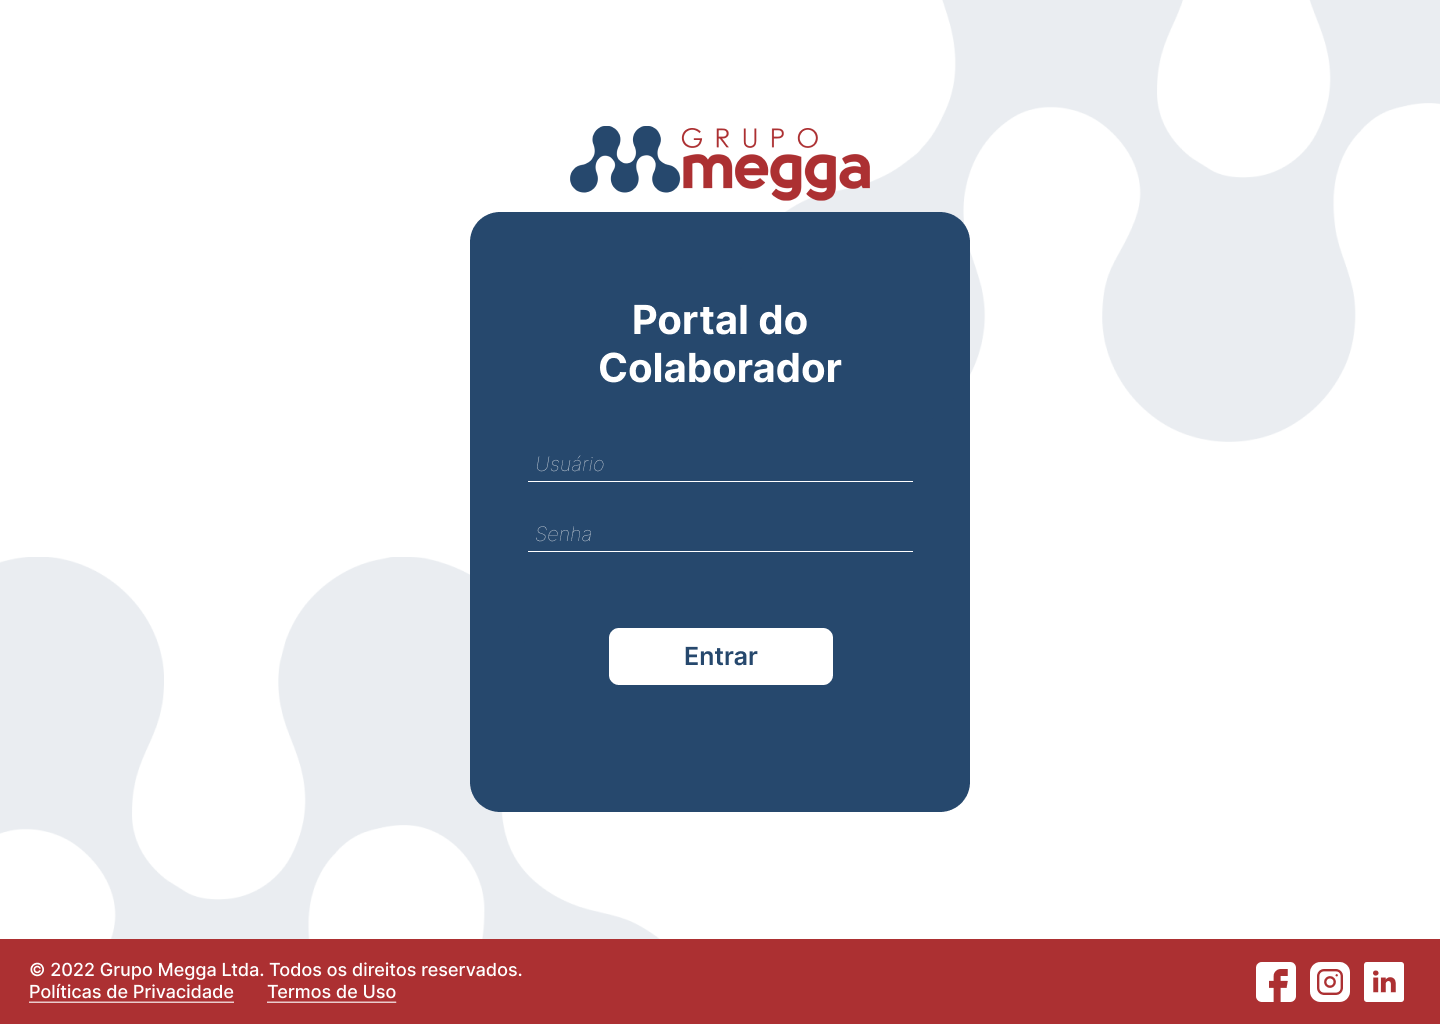 GRUPO
megga
Portal do
Colaborador
Usuário
Senha
Entrar
© 2022 Grupo Megga Ltda. Todos os direitos reservados.
Políticas de Privacidade Termos de Uso